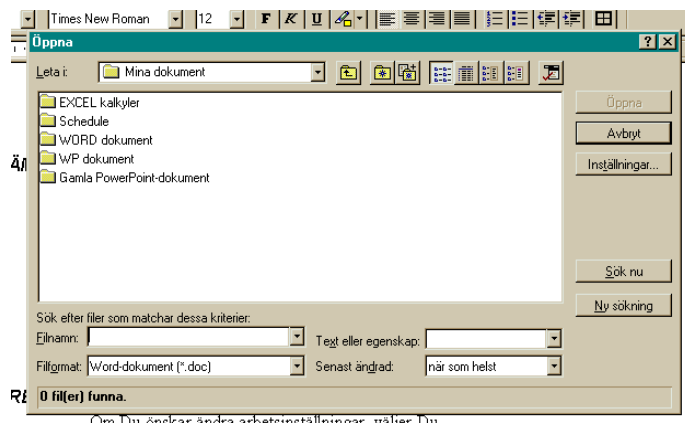 Times New Roman 12 F K U
Öppna
Leta i: Mina dokument
EXCEL kalkyler
Schedule
WORD dokument
WP dokument
Gamla PowerPoint-dokument
Öppna
Avbryt
Inställningar...
Sök nu
Ny sökning
Sök efter filer som matchar dessa kriterier:
Filnamn: Text eller egenskap:
Filformat: Word-dokument (*.doc) Senast ändrad: när som helst
0 fil(er) funna.
Om Du önskar ändra arbetsinställningar, väljer Du